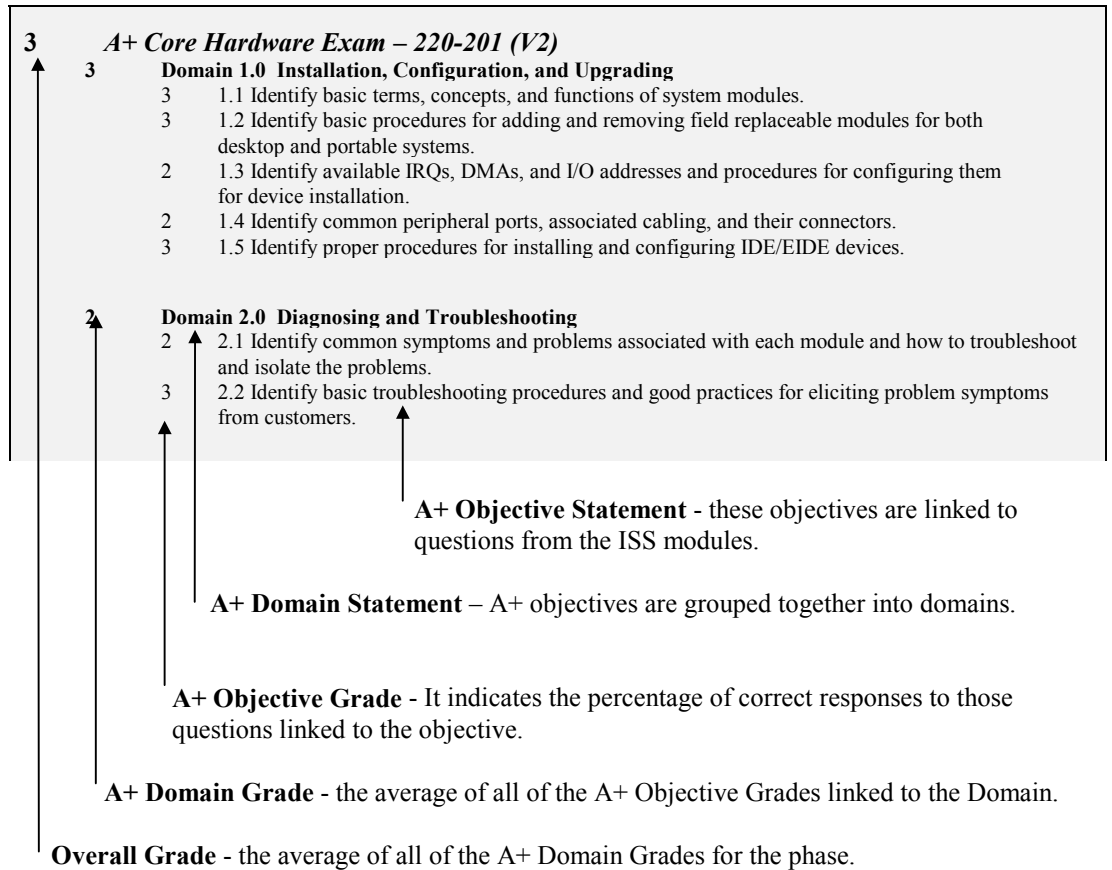 3 A+ Core Hardware Exam – 220-201 (V2)
3 Domain 1.0 Installation, Configuration, and Upgrading
3 1.1 Identify basic terms, concepts, and functions of system modules.
3 1.2 Identify basic procedures for adding and removing field replaceable modules for both
desktop and portable systems.
2 1.3 Identify available IRQs, DMAs, and I/O addresses and procedures for configuring them
for device installation.
2 1.4 Identify common peripheral ports, associated cabling, and their connectors.
3 1.5 Identify proper procedures for installing and configuring IDE/EIDE devices.
2 Domain 2.0 Diagnosing and Troubleshooting
2 2.1 Identify common symptoms and problems associated with each module and how to troubleshoot
and isolate the problems.
3 2.2 Identify basic troubleshooting procedures and good practices for eliciting problem symptoms
from customers.
A+ Objective Statement - these objectives are linked to
questions from the ISS modules.
A+ Domain Statement – A+ objectives are grouped together into domains.
A+ Objective Grade - It indicates the percentage of correct responses to those
questions linked to the objective.
A+ Domain Grade - the average of all of the A+ Objective Grades linked to the Domain.
Overall Grade - the average of all of the A+ Domain Grades for the phase.